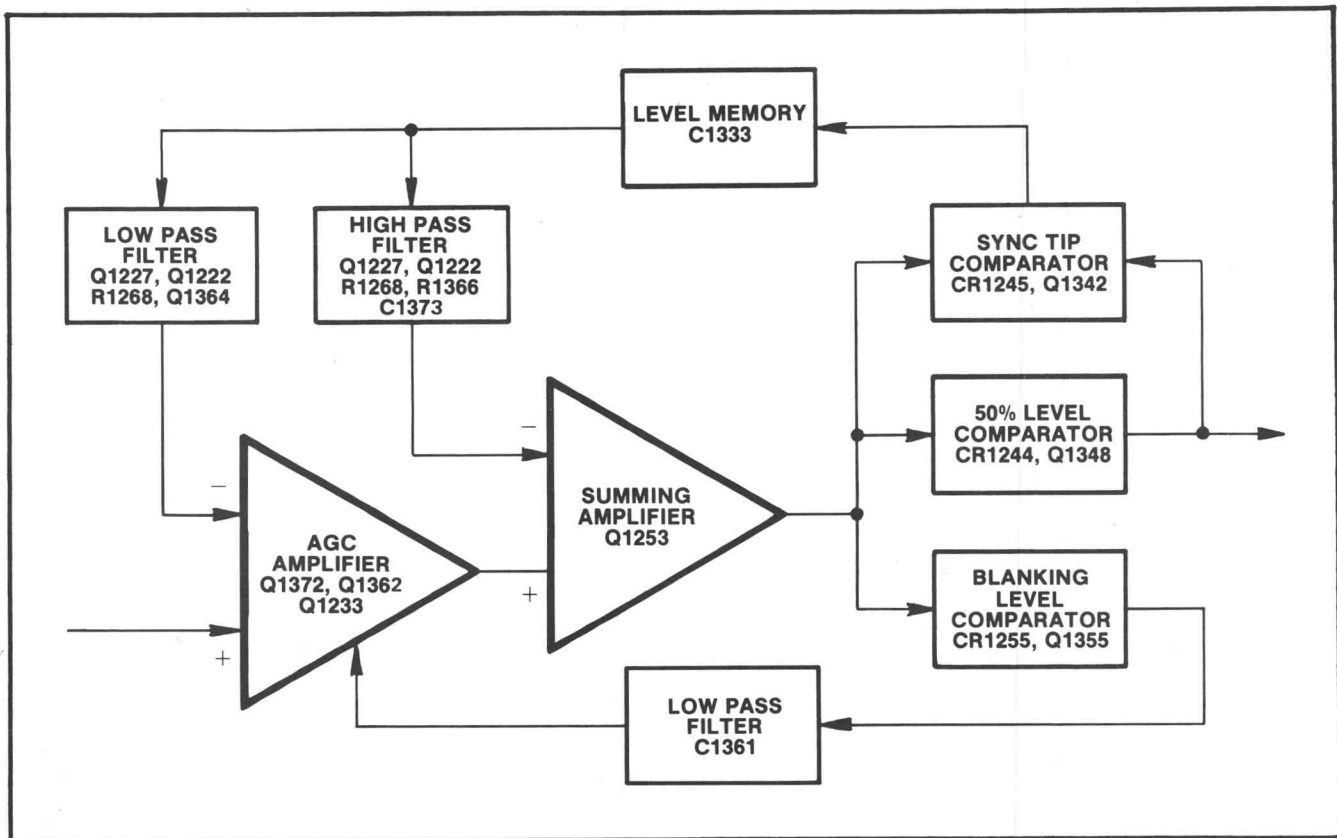 LEVEL MEMORY
C1333
LOW PASS
FILTER
Q1227, Q1222
R1268, Q1364
HIGH PASS
FILTER
Q1227, Q1222
R1268, R1366
C1373
SYNC TIP
COMPARATOR
CR1245, Q1342
50% LEVEL
COMPARATOR
CR1244, Q1348
−
SUMMING
AMPLIFIER
Q1253
+
−
AGC
AMPLIFIER
Q1372, Q1362
Q1233
+
BLANKING
LEVEL
COMPARATOR
CR1255, Q1355
LOW PASS
FILTER
C1361